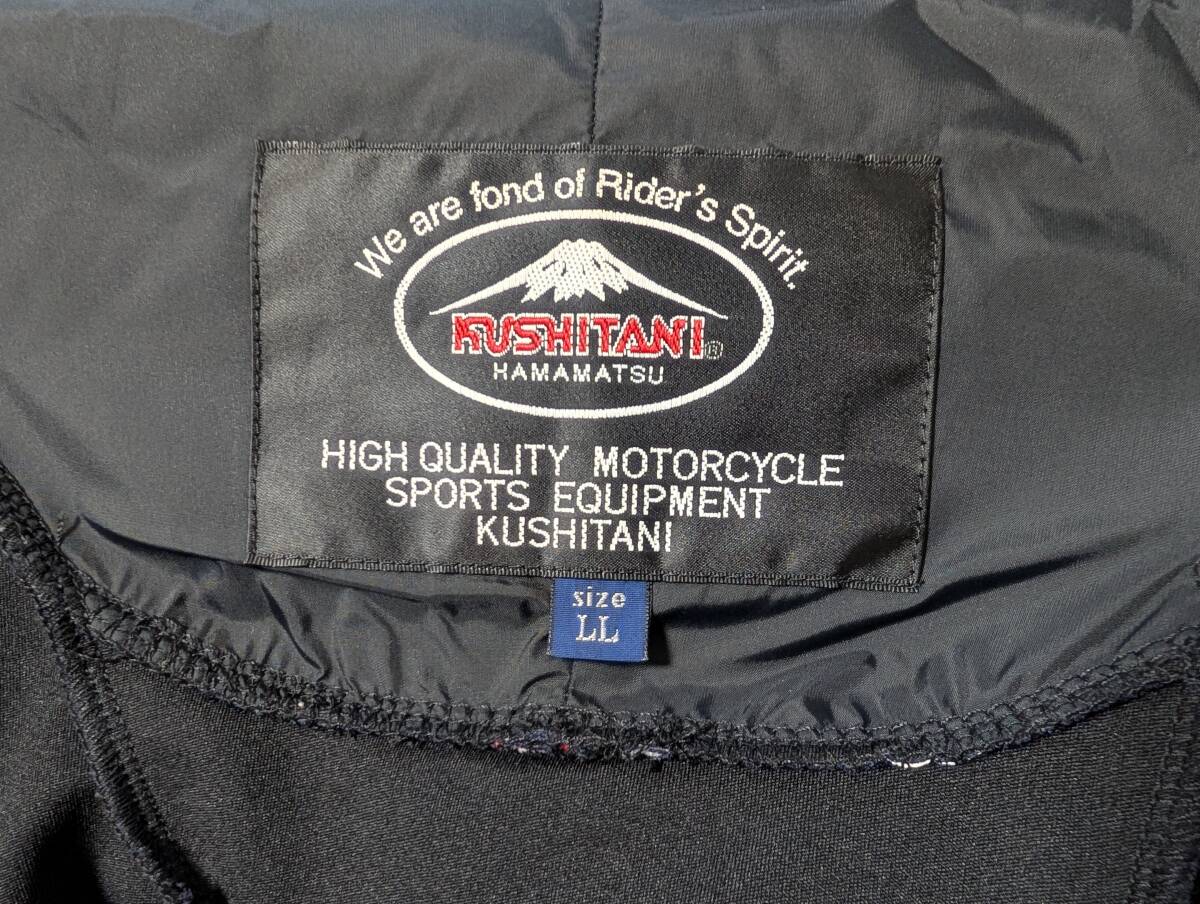 We are fond of Rider's Spirit.
KUSHITANI®
HAMAMATSU
HIGH QUALITY MOTORCYCLE
SPORTS EQUIPMENT
KUSHITANI
size
LL